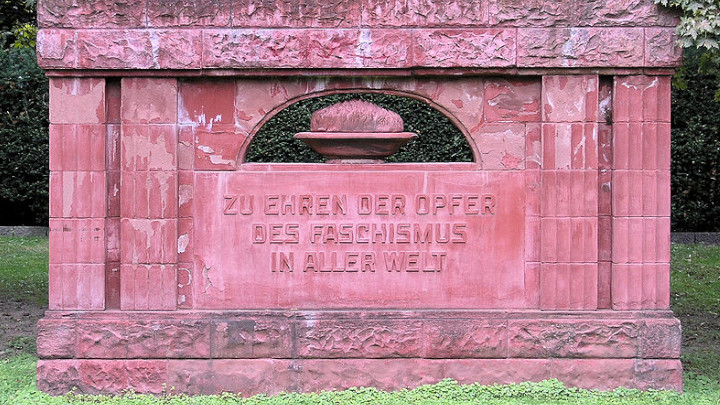 ZU EHREN DER OPFER
DES FASCHISMUS
IN ALLER WELT